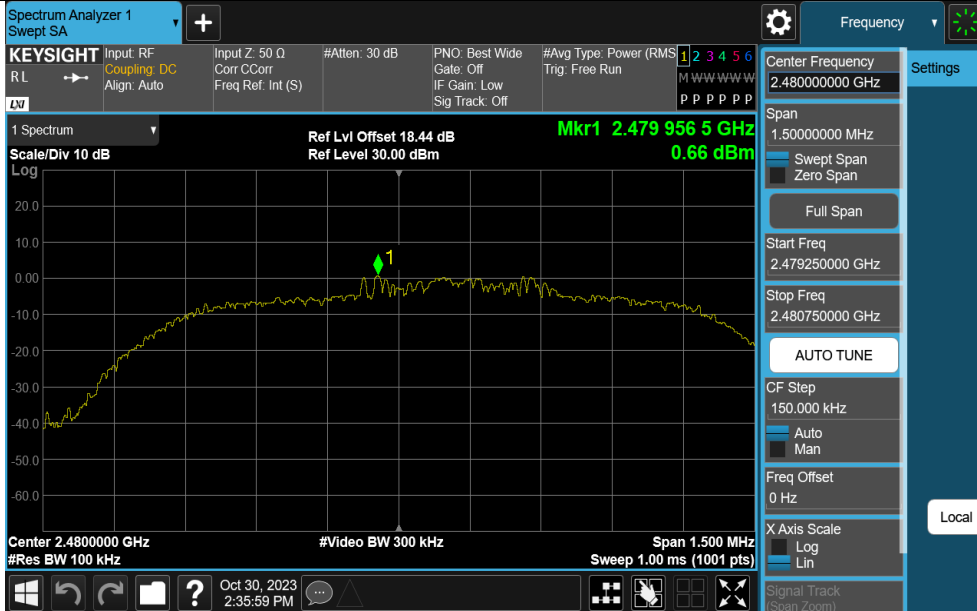 Spectrum Analyzer 1
Swept SA
Frequency
KEYSIGHT
RL
LXI
Input: RF
Coupling: DC
Align: Auto
Input Z: 50 Ω
Corr CCorr
Freq Ref: Int (S)
#Atten: 30 dB
PNO: Best Wide
Gate: Off
IF Gain: Low
Sig Track: Off
#Avg Type: Power (RMS
Trig: Free Run
1 2 3 4 5 6
M W W W W W
P P P P P P
1 Spectrum
Scale/Div 10 dB
Log
Ref Lvl Offset 18.44 dB
Ref Level 30.00 dBm
Mkr1 2.479 956 5 GHz
0.66 dBm
20.0
10.0
0.00
-10.0
-20.0
-30.0
-40.0
-50.0
-60.0
1
Center 2.4800000 GHz
#Res BW 100 kHz
#Video BW 300 kHz
Span 1.500 MHz
Sweep 1.00 ms (1001 pts)
Oct 30, 2023
2:35:59 PM
Center Frequency
2.480000000 GHz
Span
1.50000000 MHz
Swept Span
Zero Span
Full Span
Start Freq
2.479250000 GHz
Stop Freq
2.480750000 GHz
AUTO TUNE
CF Step
150.000 kHz
Auto
Man
Freq Offset
0 Hz
X Axis Scale
Log
Lin
Signal Track
(Span Zoom)
Settings
Local